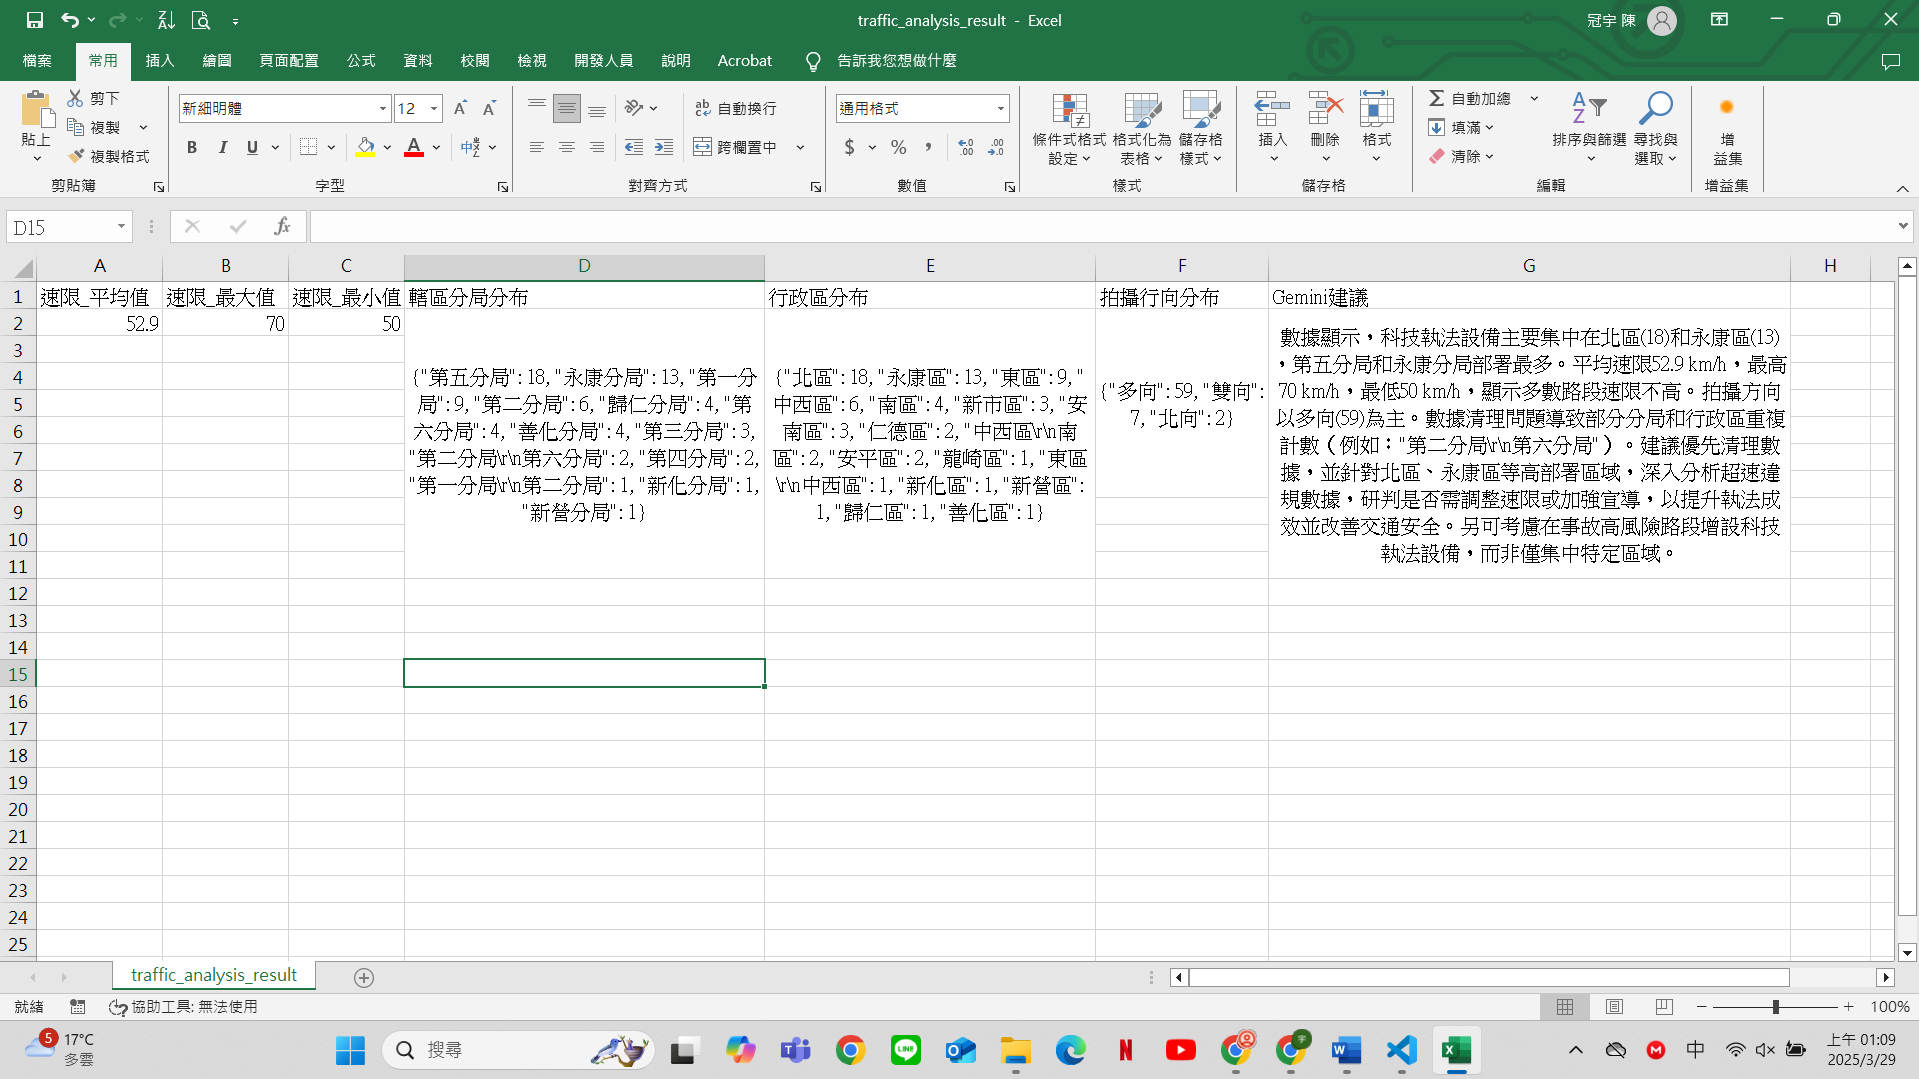 traffic_analysis_result - Excel
冠宇 陳
檔案 常用 插入 繪圖 頁面配置 公式 資料 校閱 檢視 開發人員 說明 Acrobat 告訴我您想做什麼
貼上
剪下
複製
複製格式
剪貼簿
新細明體 12
B I U
字型
自動換行
跨欄置中
對齊方式
通用格式
$ % ,
數值
條件式格式
設定
格式化為
表格
儲存格
樣式
樣式
插入 刪除 格式
儲存格
自動加總
填滿
清除
排序與篩選
尋找與
選取
編輯
增
益集
增益集
D15 fx
A B C D E F G H
1 速限_平均值 速限_最大值 速限_最小值 轄區分局分布 行政區分布 拍攝行向分布 Gemini建議
2 52.9 70 50
{"第五分局": 18, "永康分局": 13, "第一分
局": 9, "第二分局": 6, "歸仁分局": 4, "第
六分局": 4, "善化分局": 4, "第三分局": 3,
"第二分局\r\n第六分局": 2, "第四分局": 2,
"第一分局\r\n第二分局": 1, "新化分局": 1,
"新營分局": 1}
{"北區": 18, "永康區": 13, "東區": 9, "
中西區": 6, "南區": 4, "新市區": 3, "安
南區": 3, "仁德區": 2, "中西區\r\n南
區": 2, "安平區": 2, "龍崎區": 1, "東區
\r\n中西區": 1, "新化區": 1, "新營區":
1, "歸仁區": 1, "善化區": 1}
{"多向": 59, "雙向":
7, "北向": 2}
數據顯示，科技執法設備主要集中在北區(18)和永康區(13)
，第五分局和永康分局部署最多。平均速限52.9 km/h，最高
70 km/h，最低50 km/h，顯示多數路段速限不高。拍攝方向
以多向(59)為主。數據清理問題導致部分分局和行政區重複
計數（例如："第二分局\r\n第六分局"）。建議優先清理數
據，並針對北區、永康區等高部署區域，深入分析超速違
規數據，研判是否需調整速限或加強宣導，以提升執法成
效並改善交通安全。另可考慮在事故高風險路段增設科技
執法設備，而非僅集中特定區域。
3
4
5
6
7
8
9
10
11
12
13
14
15
16
17
18
19
20
21
22
23
24
25
traffic_analysis_result
就緒 協助工具: 無法使用 100%
5 17°C
多雲
搜尋
中
上午 01:09
2025/3/29